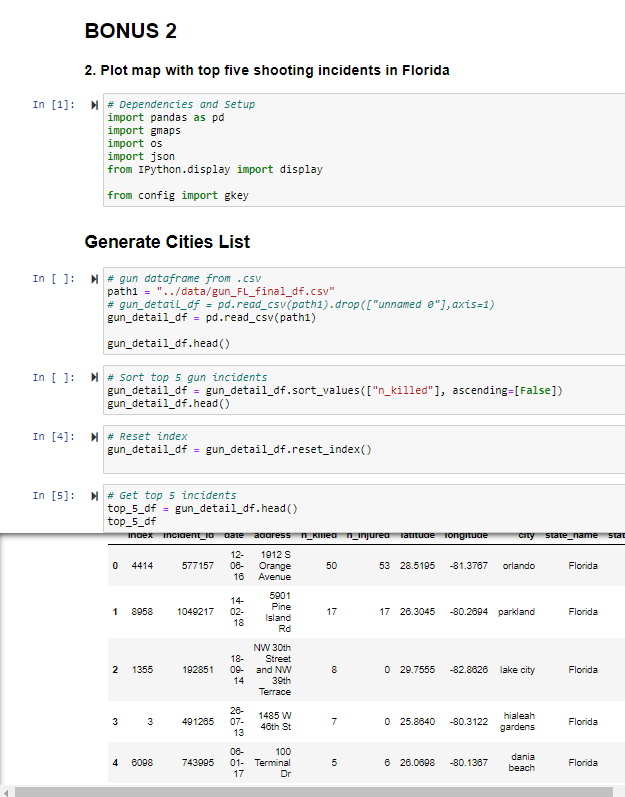 BONUS 2
2. Plot map with top five shooting incidents in Florida
In [1]:
# Dependencies and Setup
import pandas as pd
import gmaps
import os
import json
from IPython.display import display
from config import gkey
Generate Cities List
In [ ]:
# gun dataframe from .csv
path1 = "../data/gun_FL_final_df.csv"
# gun_detail_df = pd.read_csv(path1).drop(["unnamed 0"],axis=1)
gun_detail_df = pd.read_csv(path1)
gun_detail_df.head()
In [ ]:
# Sort top 5 gun incidents
gun_detail_df = gun_detail_df.sort_values(["n_killed"], ascending=[False])
gun_detail_df.head()
In [4]:
# Reset index
gun_detail_df = gun_detail_df.reset_index()
In [5]:
# Get top 5 incidents
top_5_df = gun_detail_df.head()
top_5_df
index incident_id date address n_killed n_injured latitude longitude city state_name stat
12- 1912 S
0 4414 577157 06- Orange 50 53 28.5195 -81.3767 orlando Florida
16 Avenue
5901
14- Pine
1 8958 1049217 02- Island 17 17 26.3045 -80.2694 parkland Florida
18 Rd
NW 30th
18- Street
2 1355 192851 09- and NW 8 0 29.7555 -82.8626 lake city Florida
14 39th
Terrace
26-
3 3 491265 07- 1485 W 46th St 7 0 25.8640 -80.3122 hialeah gardens Florida
13
06- 100
4 6098 743995 01- Terminal 5 6 26.0698 -80.1367 dania beach Florida
17 Dr